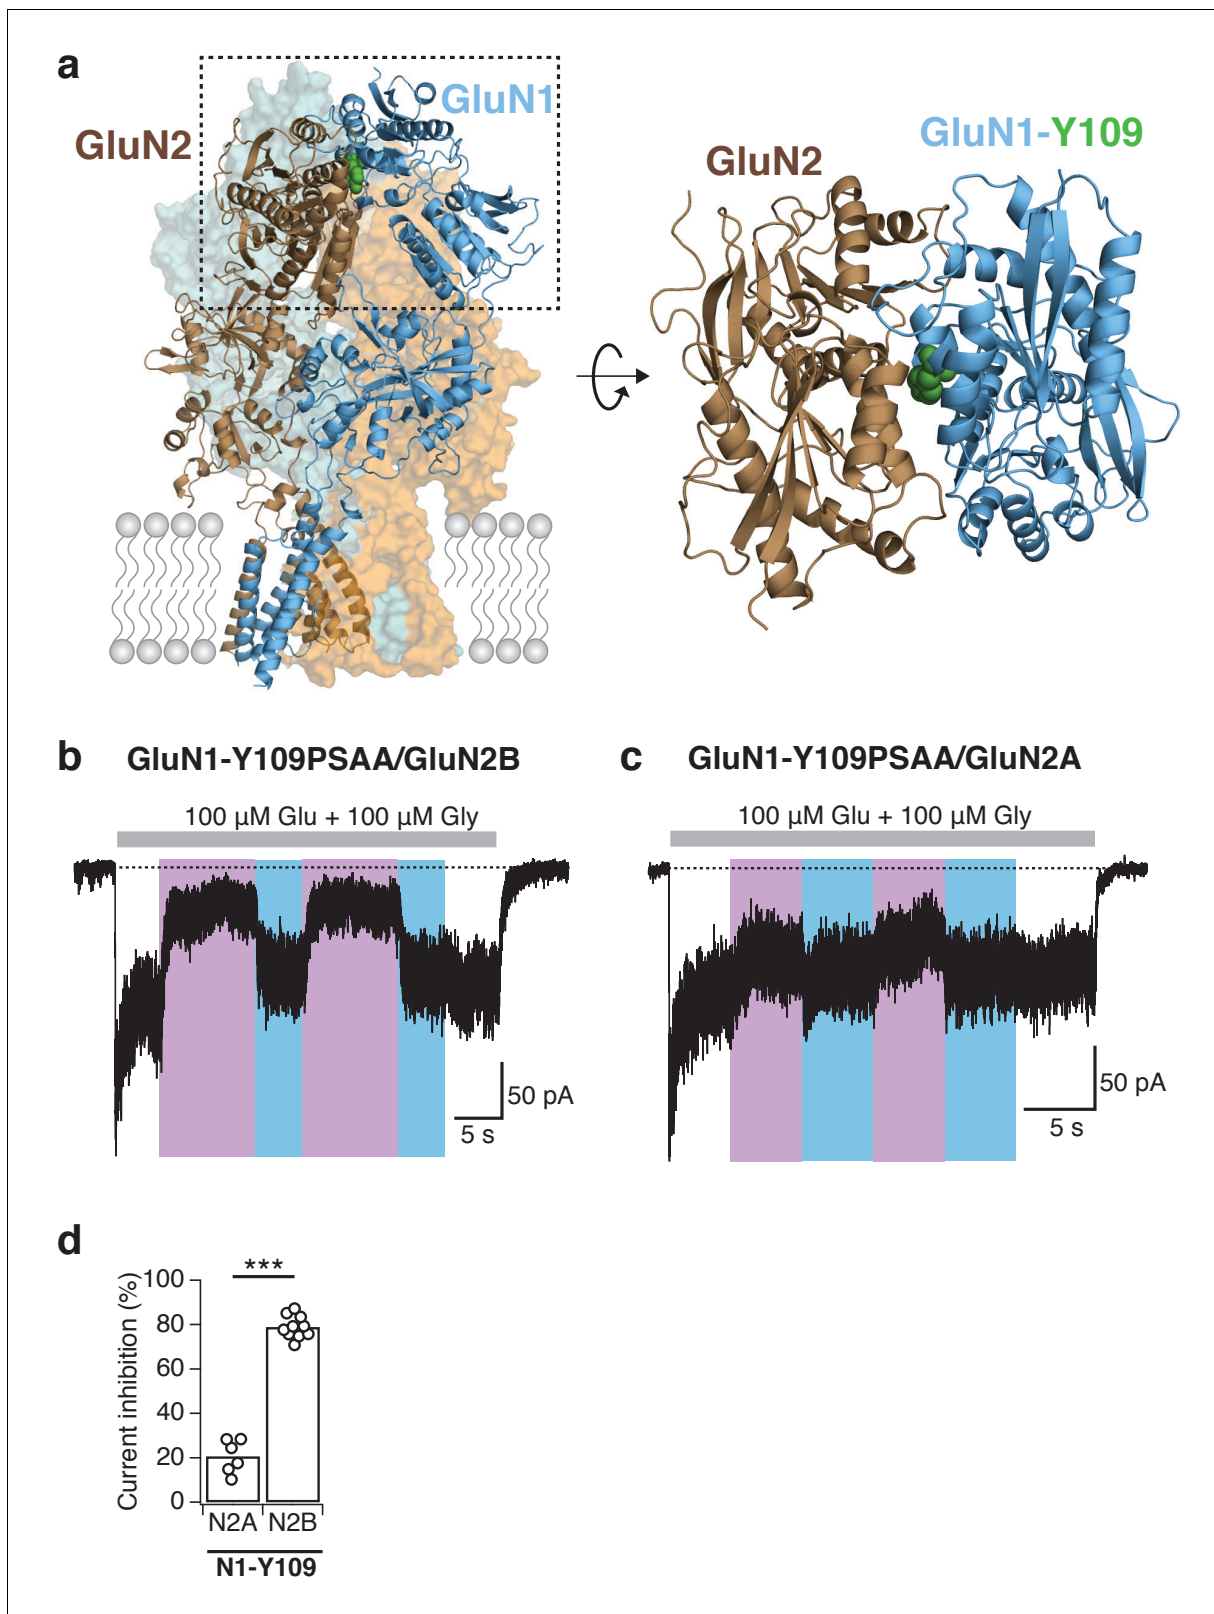 a
GluN2
GluN1
GluN2
GluN1-Y109
b GluN1-Y109PSAA/GluN2B
100 μM Glu + 100 μM Gly
50 pA
5 s
c GluN1-Y109PSAA/GluN2A
100 μM Glu + 100 μM Gly
50 pA
5 s
d
***
Current inhibition (%)
100
80
60
40
20
0
N2A N2B
N1-Y109